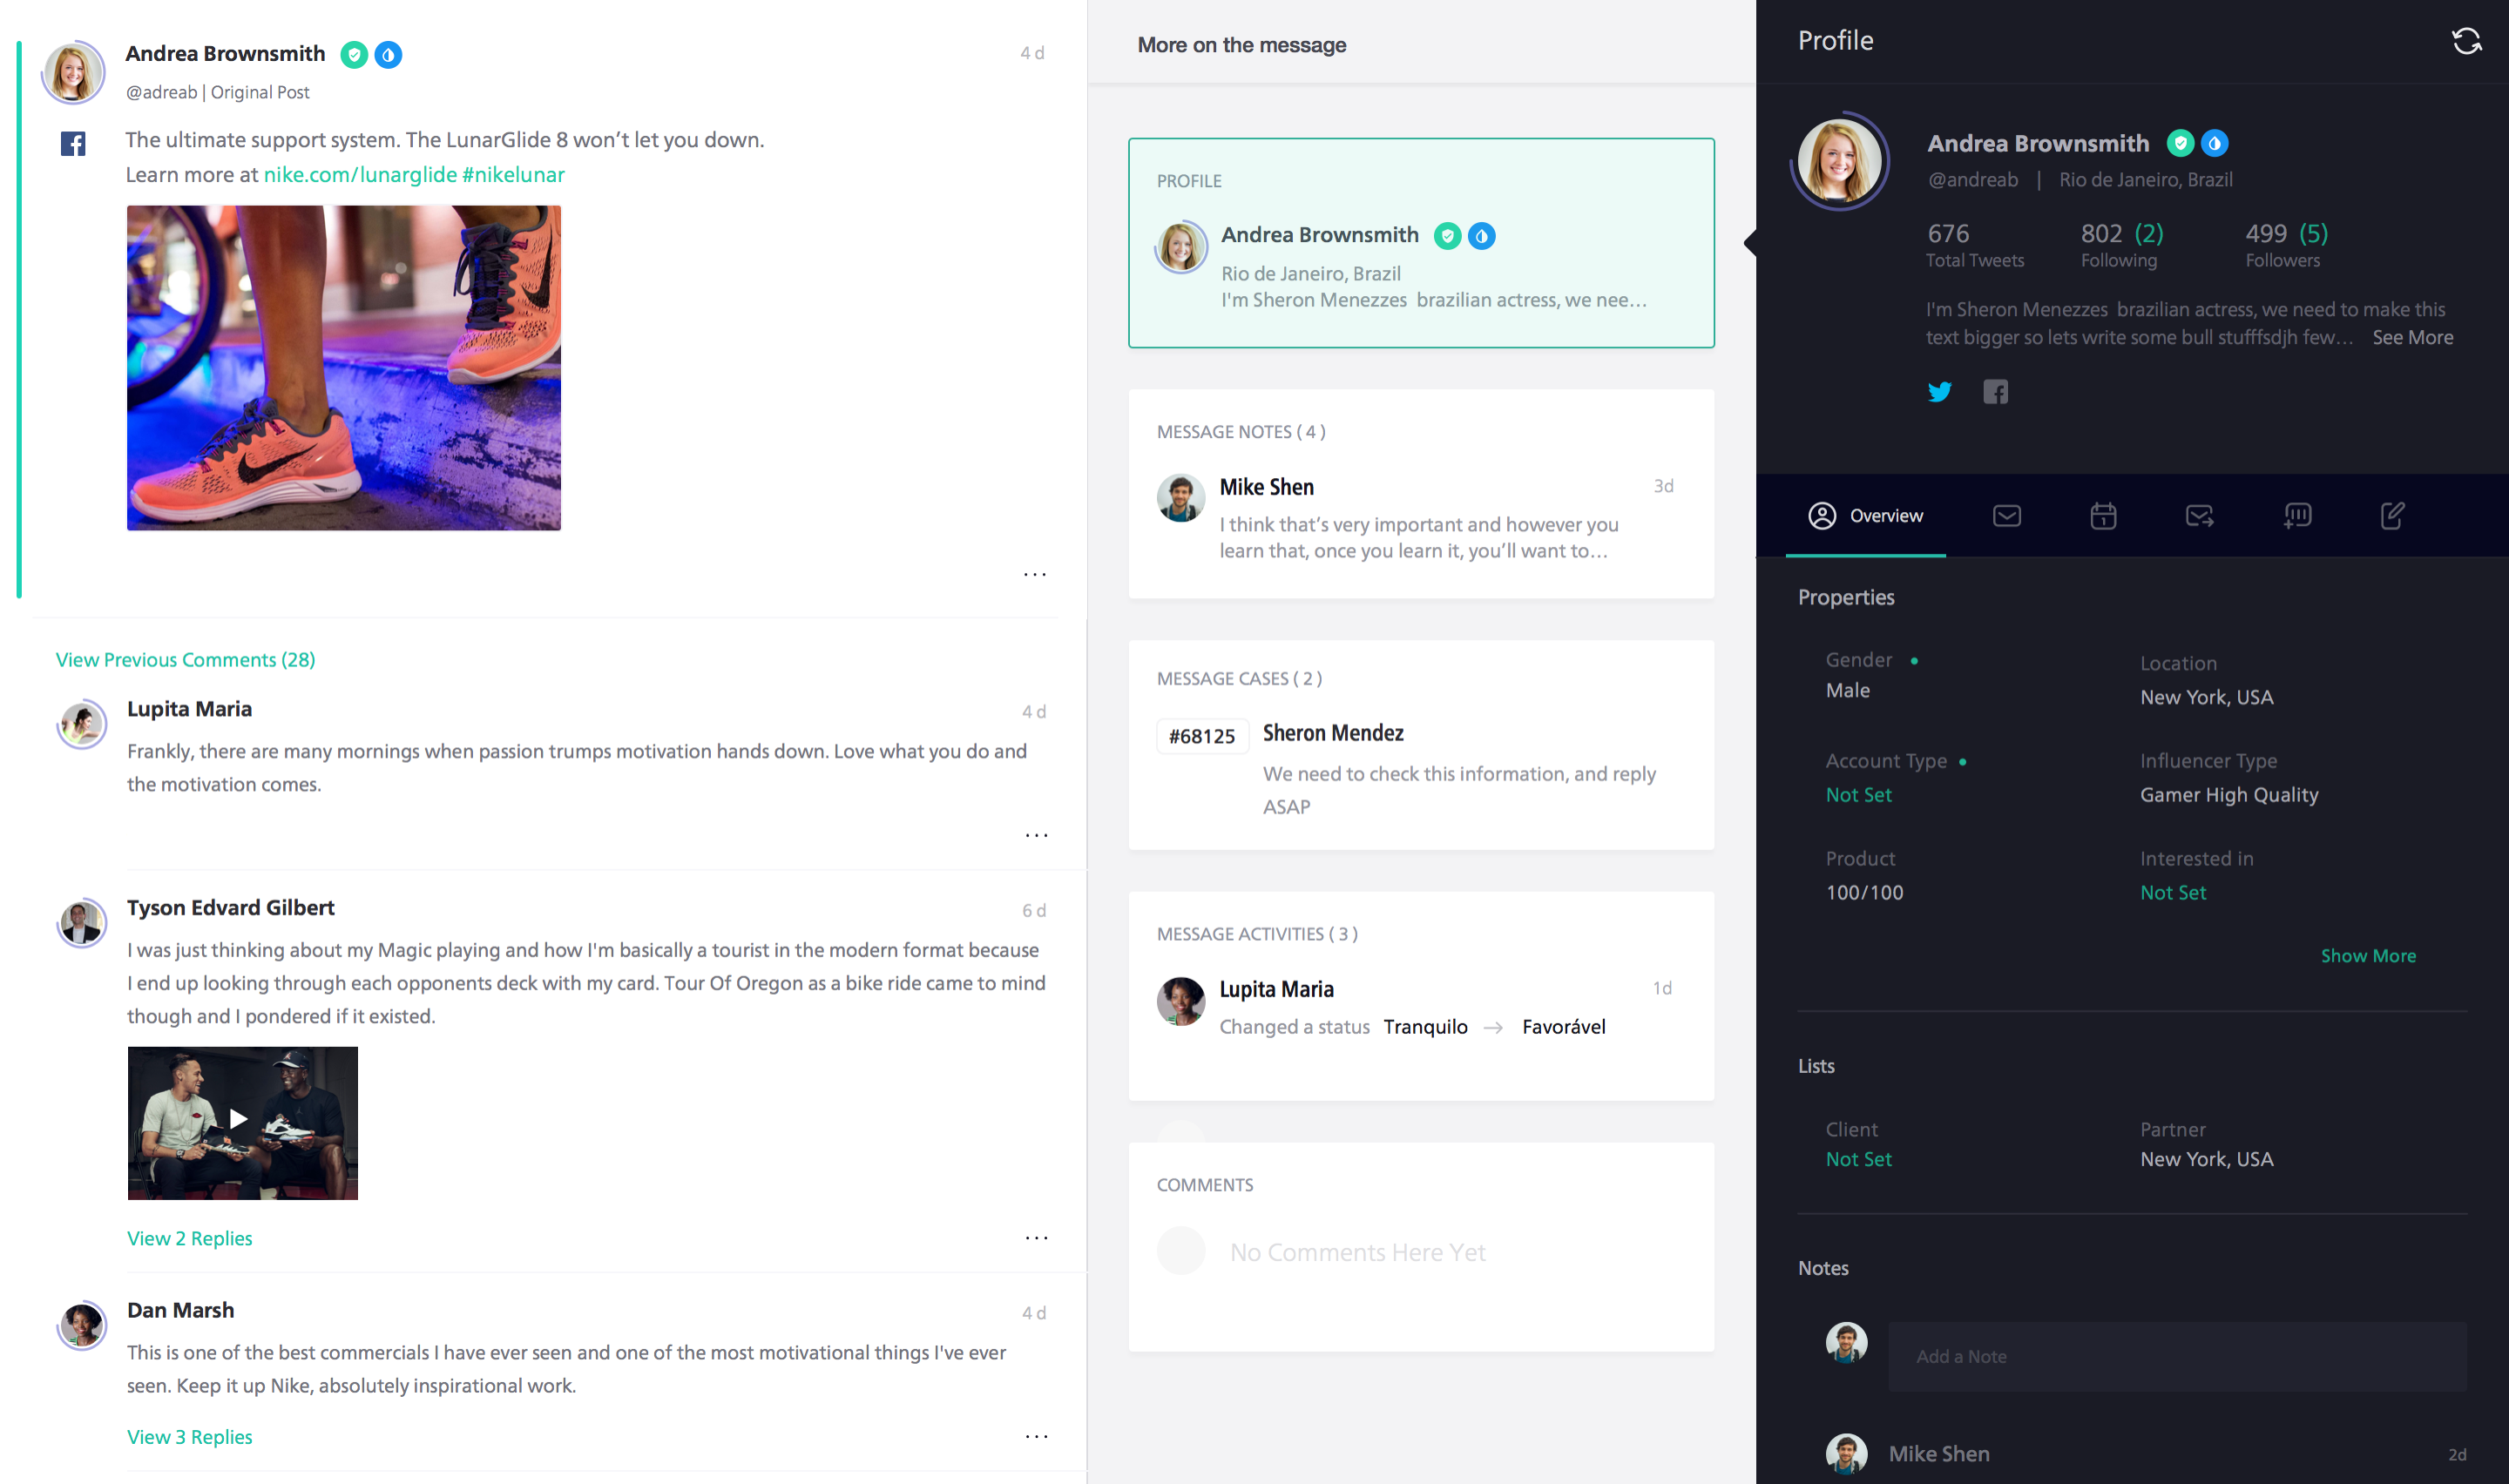 Andrea Brownsmith
4 d
@adreab | Original Post
The ultimate support system. The LunarGlide 8 won’t let you down.
Learn more at nike.com/lunarglide #nikelunar
...
View Previous Comments (28)
Lupita Maria
4 d
Frankly, there are many mornings when passion trumps motivation hands down. Love what you do and
the motivation comes.
...
Tyson Edvard Gilbert
6 d
I was just thinking about my Magic playing and how I'm basically a tourist in the modern format because
I end up looking through each opponents deck with my card. Tour Of Oregon as a bike ride came to mind
though and I pondered if it existed.
View 2 Replies
...
Dan Marsh
4 d
This is one of the best commercials I have ever seen and one of the most motivational things I've ever
seen. Keep it up Nike, absolutely inspirational work.
View 3 Replies
...
More on the message
PROFILE
Andrea Brownsmith
Rio de Janeiro, Brazil
I'm Sheron Menezzes  brazilian actress, we nee...
MESSAGE NOTES ( 4 )
Mike Shen
3d
I think that’s very important and however you
learn that, once you learn it, you’ll want to...
MESSAGE CASES ( 2 )
#68125
Sheron Mendez
We need to check this information, and reply
ASAP
MESSAGE ACTIVITIES ( 3 )
Lupita Maria
1d
Changed a status Tranquilo → Favorável
COMMENTS
No Comments Here Yet
Profile
Andrea Brownsmith
@andreab | Rio de Janeiro, Brazil
676 802 (2) 499 (5)
Total Tweets Following Followers
I'm Sheron Menezzes  brazilian actress, we need to make this
text bigger so lets write some bull stufffsdjh few... See More
Overview
1
Properties
Gender
Male
Location
New York, USA
Account Type
Not Set
Influencer Type
Gamer High Quality
Product
100/100
Interested in
Not Set
Show More
Lists
Client
Not Set
Partner
New York, USA
Notes
Add a Note
Mike Shen
2d